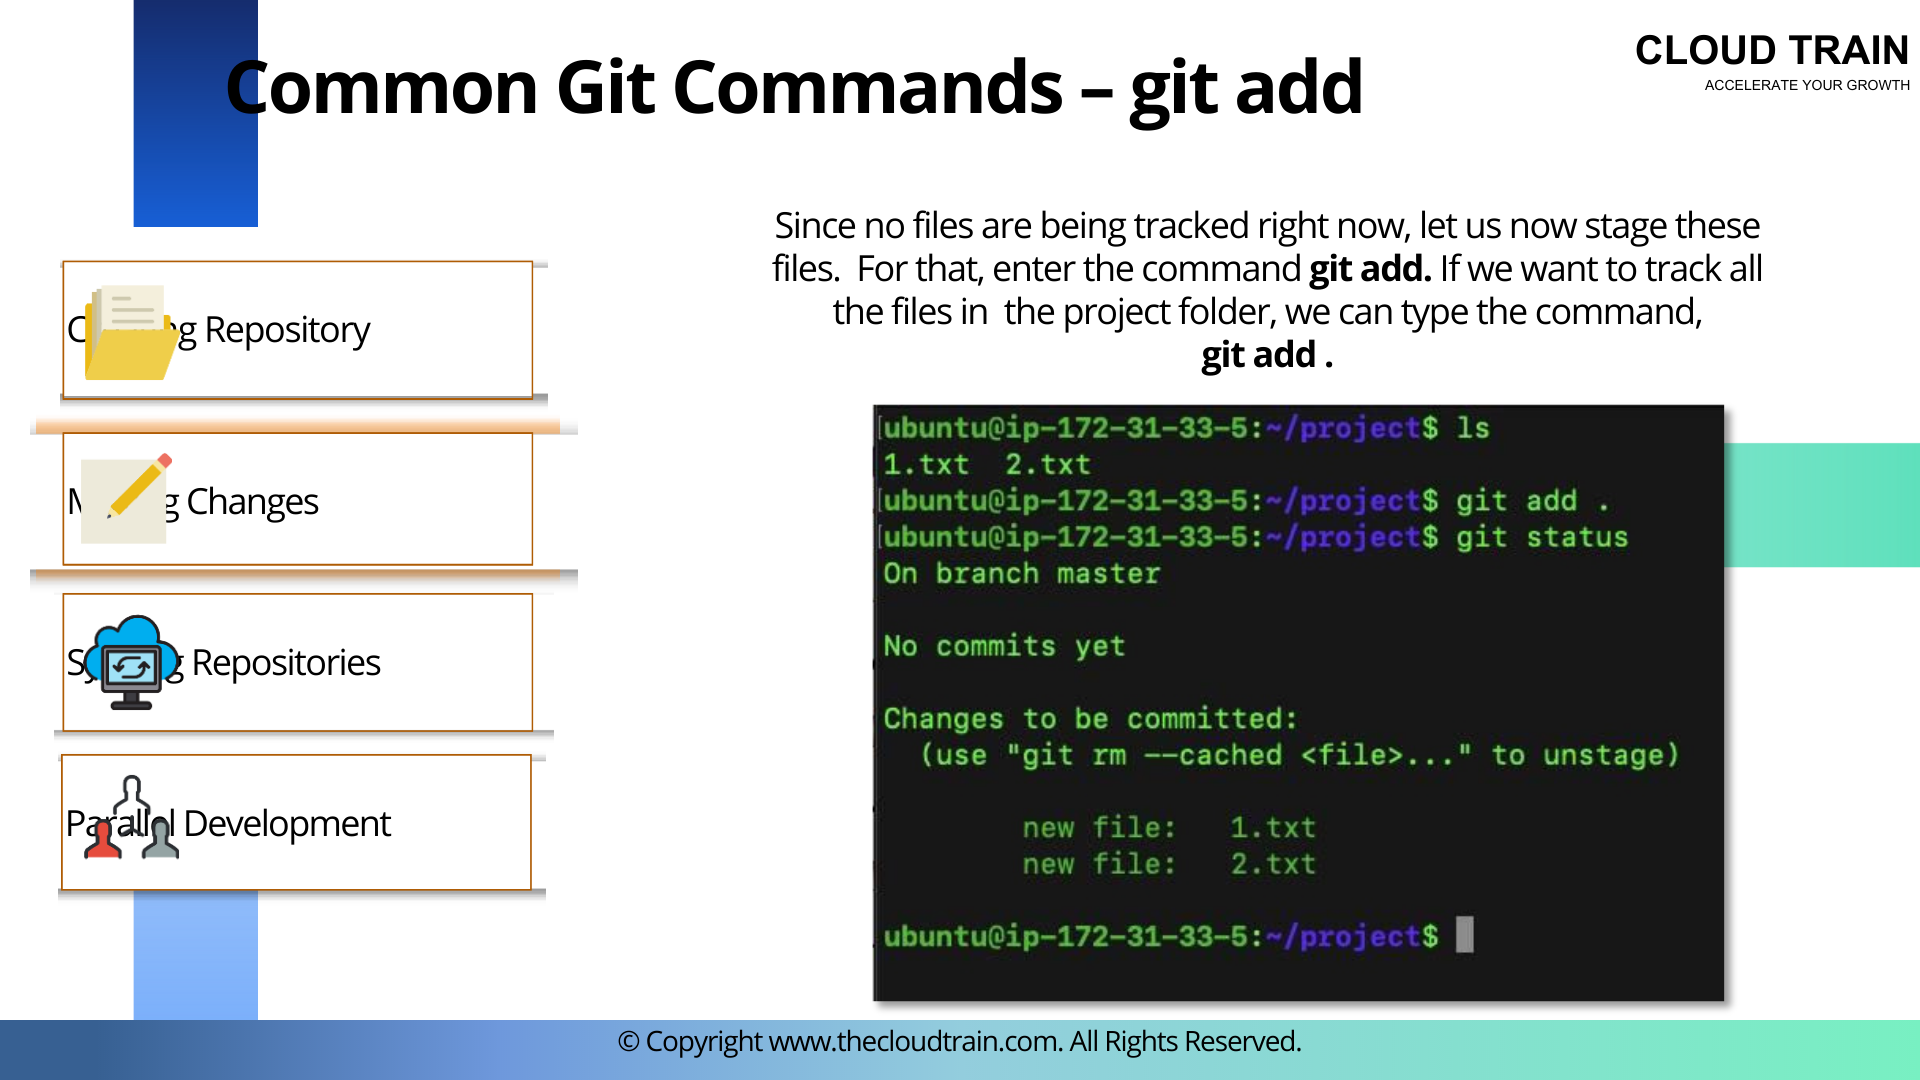 Common Git Commands – git add
CLOUD TRAIN
ACCELERATE YOUR GROWTH
Since no files are being tracked right now, let us now stage these
files.  For that, enter the command git add. If we want to track all
the files in  the project folder, we can type the command,
git add .
Repository
Changes
Repositories
Parallel Development
ubuntu@ip-172-31-33-5:~/project$ ls
1.txt  2.txt
ubuntu@ip-172-31-33-5:~/project$ git add .
ubuntu@ip-172-31-33-5:~/project$ git status
On branch master
No commits yet
Changes to be committed:
(use "git rm --cached <file>..." to unstage)
new file:   1.txt
new file:   2.txt
ubuntu@ip-172-31-33-5:~/project$
© Copyright www.thecloudtrain.com. All Rights Reserved.